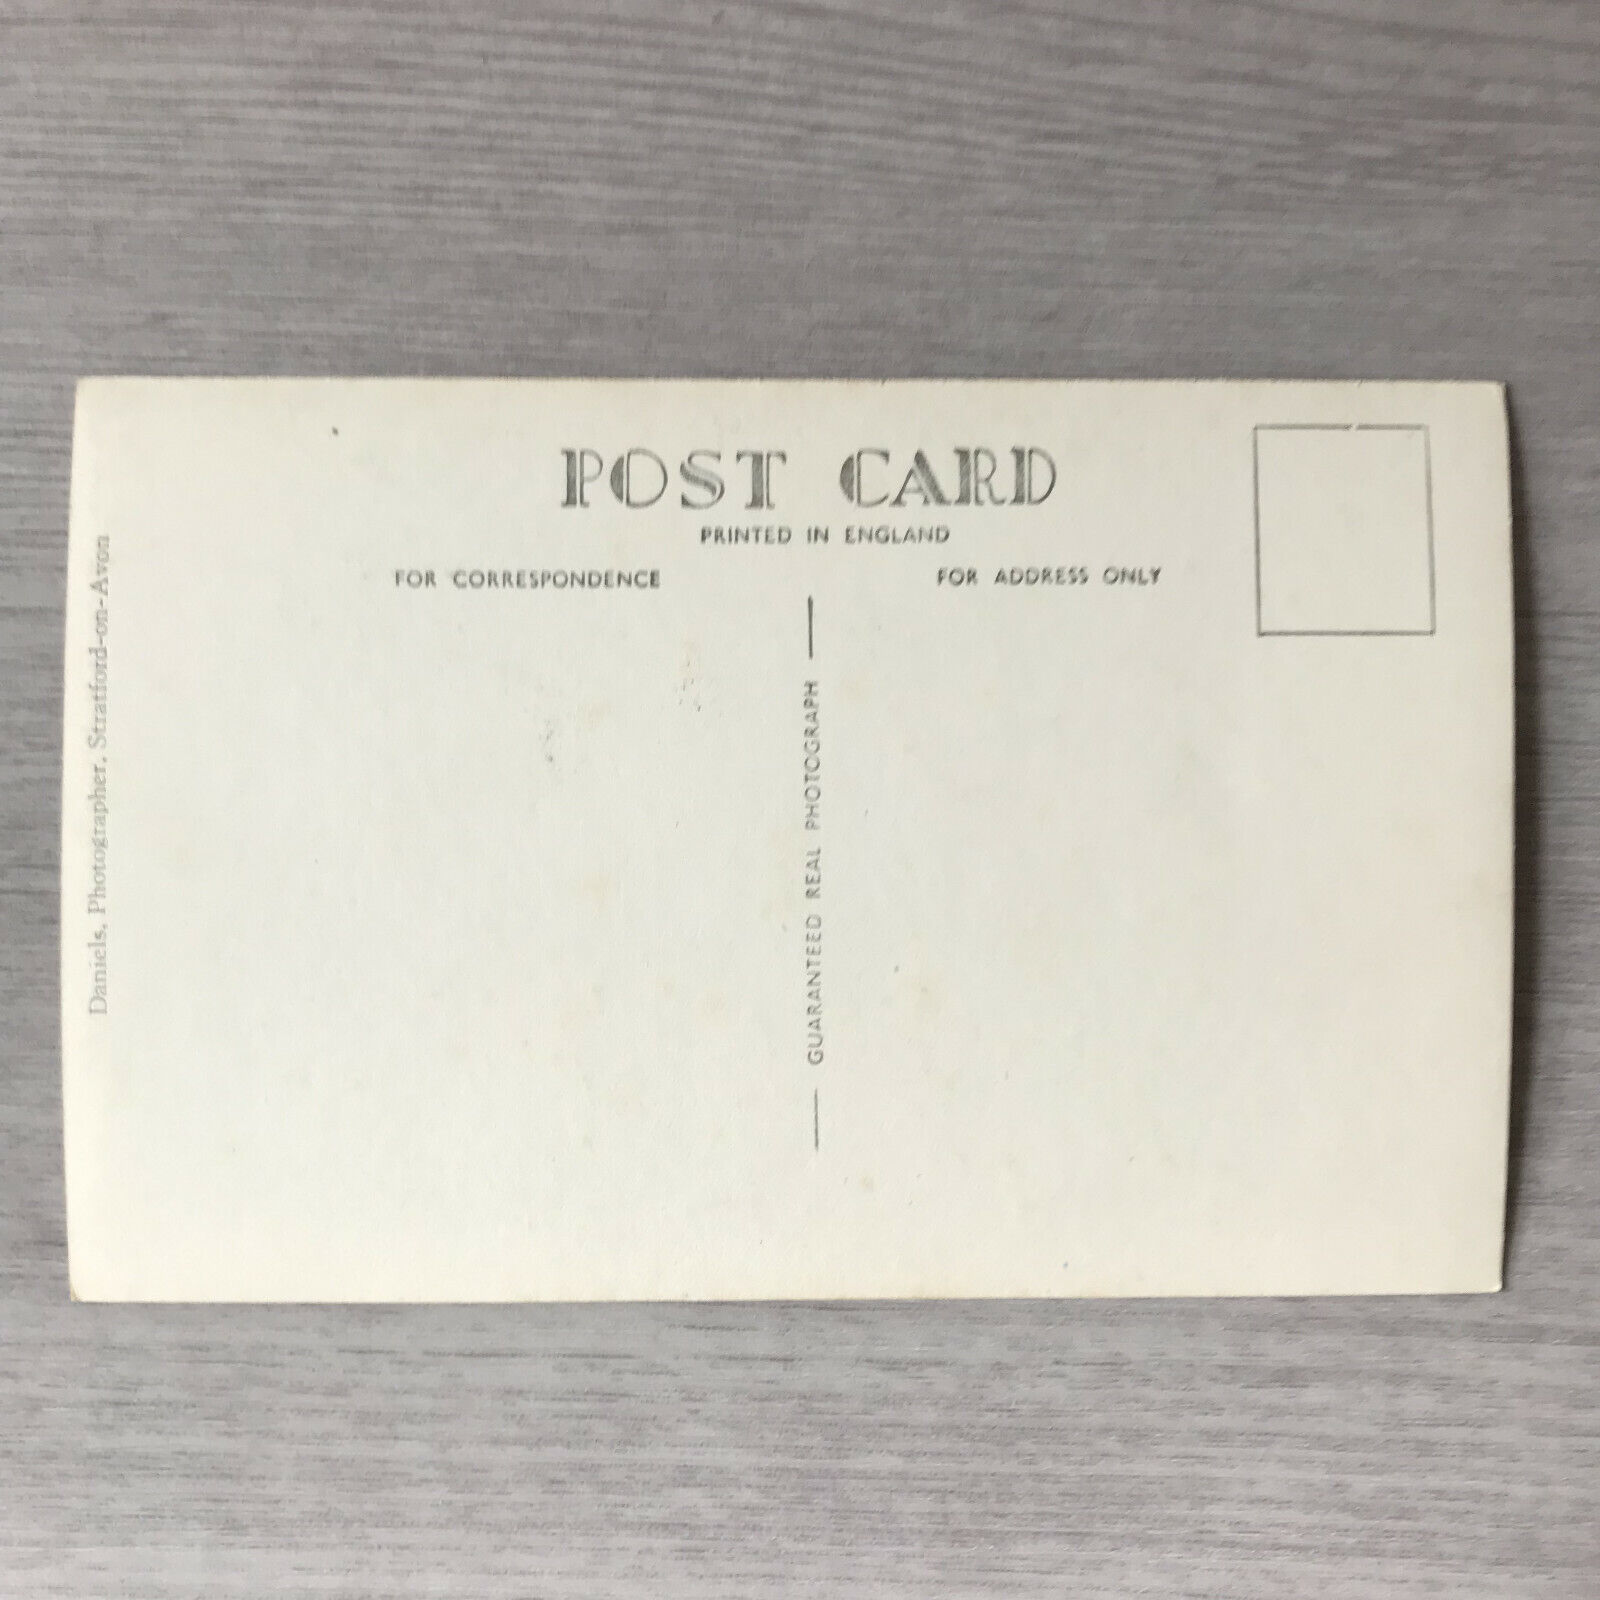 POST CARD
PRINTED IN ENGLAND
FOR CORRESPONDENCE
FOR ADDRESS ONLY
GUARANTEED REAL PHOTOGRAPH
Daniels, Photographer, Stratford-on-Avon